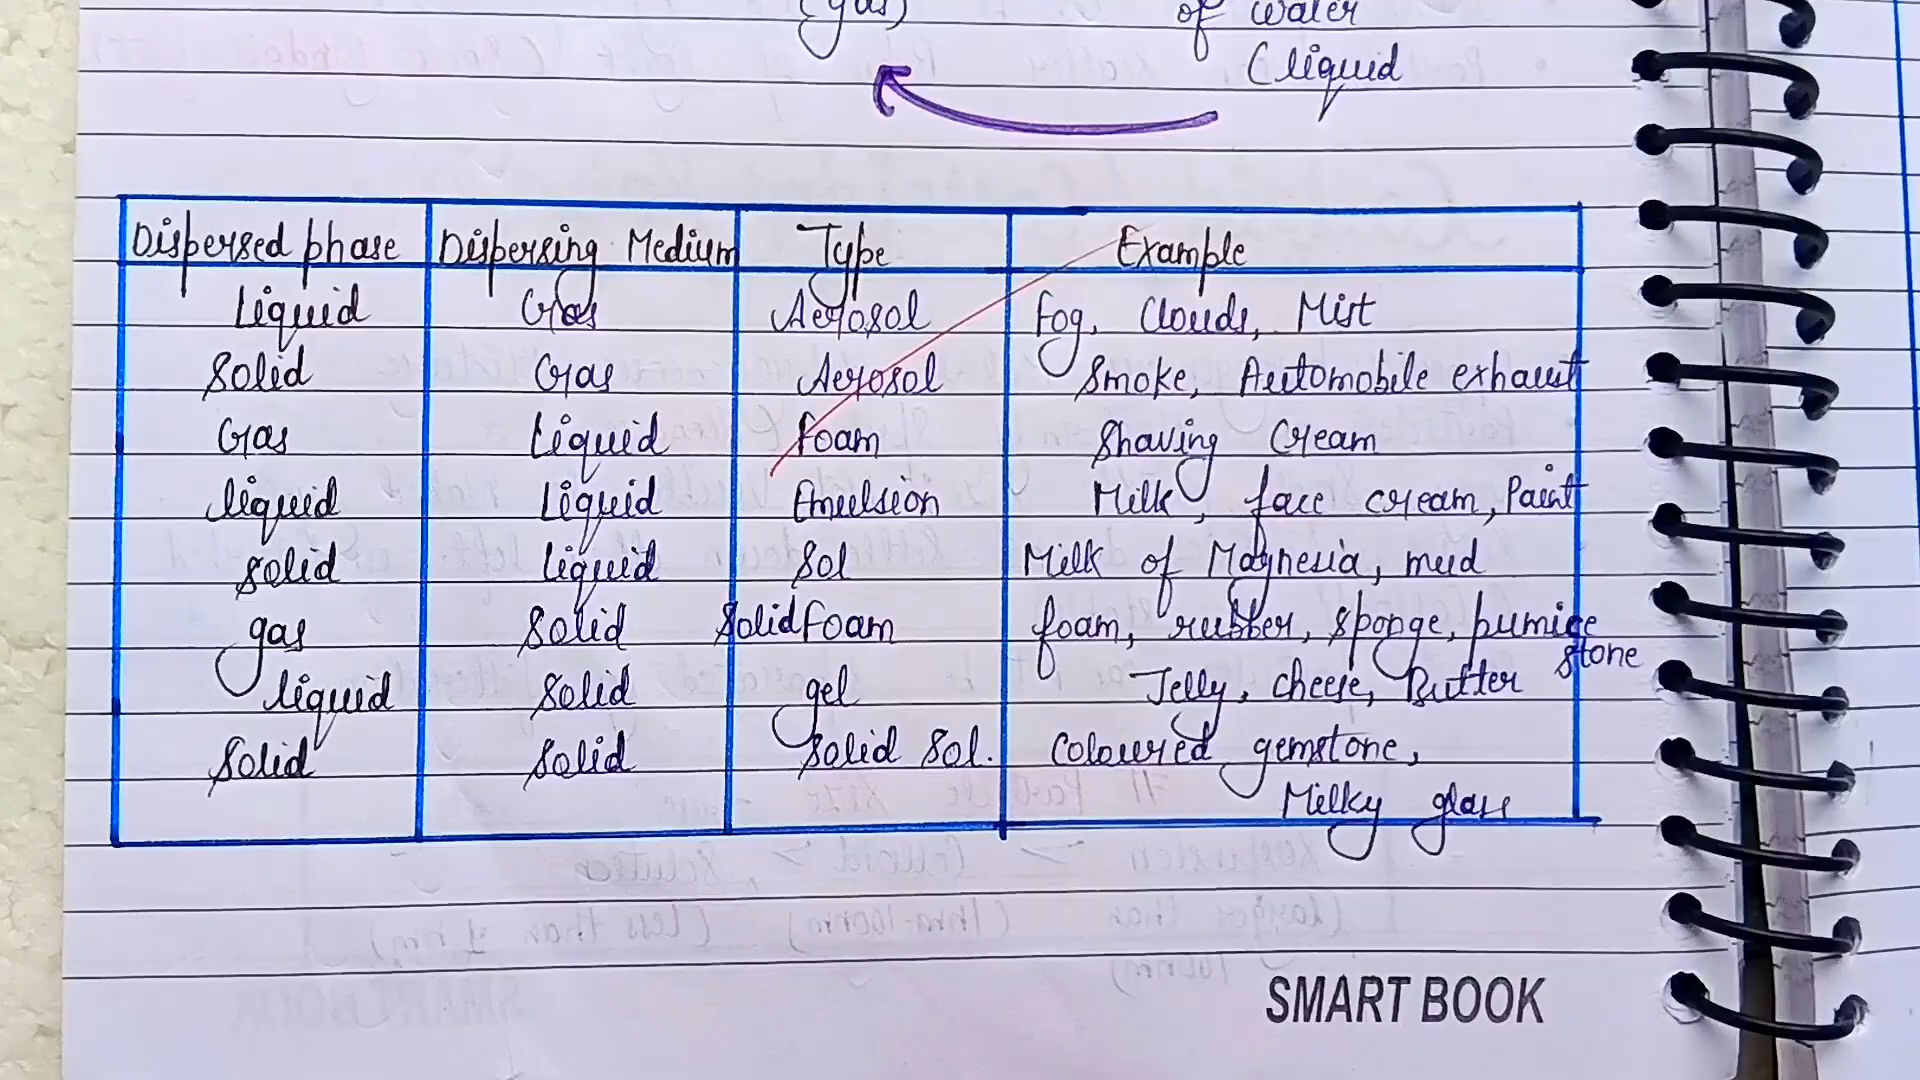 (gas) of water
(liquid
Dispersed phase Dispersing Medium Type Example
Liquid Gas Aerosol Fog, Clouds, Mist
Solid Gas Aerosol Smoke, Automobile exhaust
Gas Liquid Foam Shaving Cream
liquid Liquid Emulsion Milk, face cream, Paint
Solid liquid Sol Milk of Magnesia, mud
gas Solid Solid Foam foam, rubber, sponge, pumice
stone
liquid Solid gel Jelly, cheese, Butter
Solid Solid Solid Sol. Coloured gemstone,
Milky glass
SMART BOOK